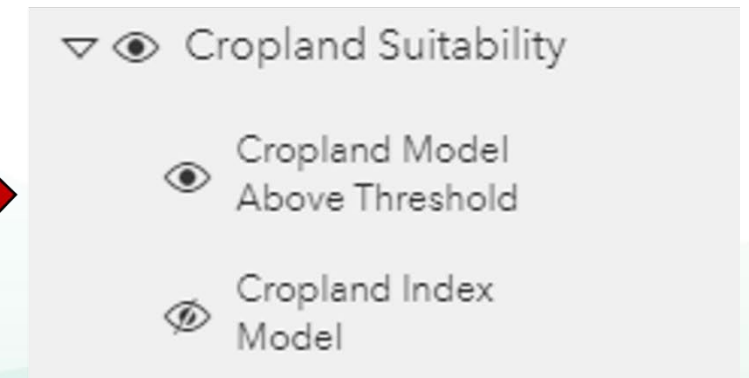 Cropland Suitability
Cropland Model
Above Threshold
Cropland Index
Model